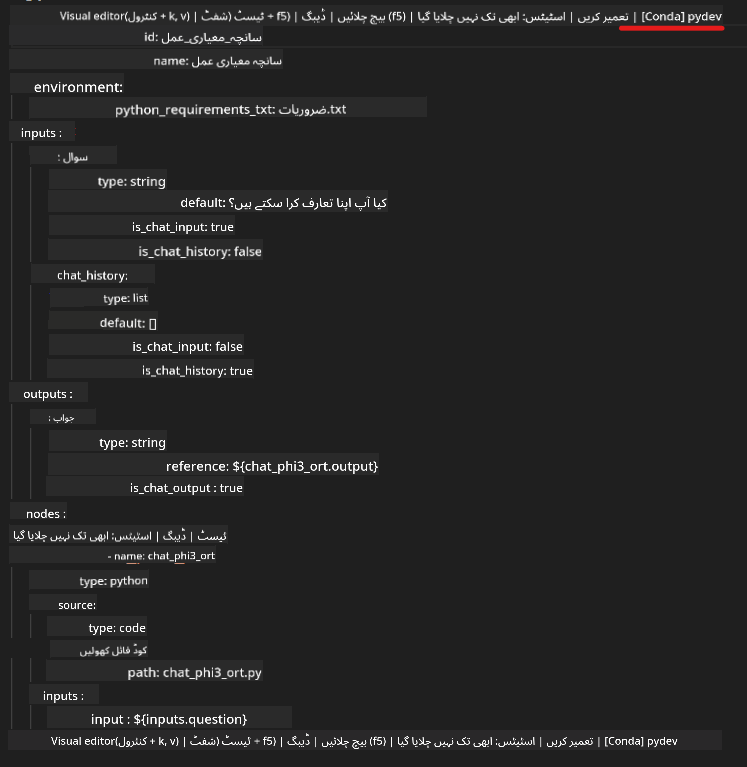 Visual editor(کنٹرول + k, v) | ٹیسٹ (شفٹ + f5) | ڈیبگ | بیچ چلائیں (f5) | تعمیر کریں | اسٹیٹس: ابھی تک نہیں چلایا گیا | [Conda] pydev
id: سانچہ_معیاری_عمل
name: سانچہ معیاری عمل
environment:
python_requirements_txt: ضروریات.txt
inputs :
سوال :
type: string
default: کیا آپ اپنا تعارف کرا سکتے ہیں؟
is_chat_input: true
is_chat_history: false
chat_history:
type: list
default: []
is_chat_input: false
is_chat_history: true
outputs :
جواب :
type: string
reference: ${chat_phi3_ort.output}
is_chat_output : true
nodes :
ٹیسٹ | ڈیبگ | اسٹیٹس: ابھی تک نہیں چلایا گیا
- name: chat_phi3_ort
type: python
source:
type: code
کوڈ فائل کھولیں
path: chat_phi3_ort.py
inputs :
input : ${inputs.question}
Visual editor(کنٹرول + k, v) | ٹیسٹ (شفٹ + f5) | ڈیبگ | بیچ چلائیں (f5) | تعمیر کریں | اسٹیٹس: ابھی تک نہیں چلایا گیا | [Conda] pydev